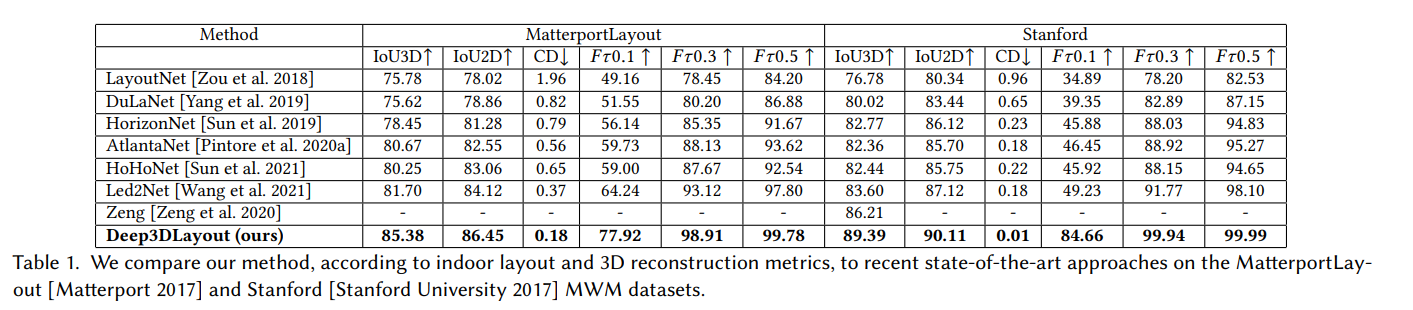 Method MatterportLayout Stanford
IoU3D↑ IoU2D↑ CD↓ Fτ0.1 ↑ Fτ0.3 ↑ Fτ0.5 ↑ IoU3D↑ IoU2D↑ CD↓ Fτ0.1 ↑ Fτ0.3 ↑ Fτ0.5 ↑
LayoutNet [Zou et al. 2018] 75.78 78.02 1.96 49.16 78.45 84.20 76.78 80.34 0.96 34.89 78.20 82.53
DuLaNet [Yang et al. 2019] 75.62 78.86 0.82 51.55 80.20 86.88 80.02 83.44 0.65 39.35 82.89 87.15
HorizonNet [Sun et al. 2019] 78.45 81.28 0.79 56.14 85.35 91.67 82.77 86.12 0.23 45.88 88.03 94.83
AtlantaNet [Pintore et al. 2020a] 80.67 82.55 0.56 59.73 88.13 93.62 82.36 85.70 0.18 46.45 88.92 95.27
HoHoNet [Sun et al. 2021] 80.25 83.06 0.65 59.00 87.67 92.54 82.44 85.75 0.22 45.92 88.15 94.65
Led2Net [Wang et al. 2021] 81.70 84.12 0.37 64.24 93.12 97.80 83.60 87.12 0.18 49.23 91.77 98.10
Zeng [Zeng et al. 2020] - - - - - - 86.21 - - - - -
Deep3DLayout (ours) 85.38 86.45 0.18 77.92 98.91 99.78 89.39 90.11 0.01 84.66 99.94 99.99
Table 1. We compare our method, according to indoor layout and 3D reconstruction metrics, to recent state-of-the-art approaches on the MatterportLay-
out [Matterport 2017] and Stanford [Stanford University 2017] MWM datasets.